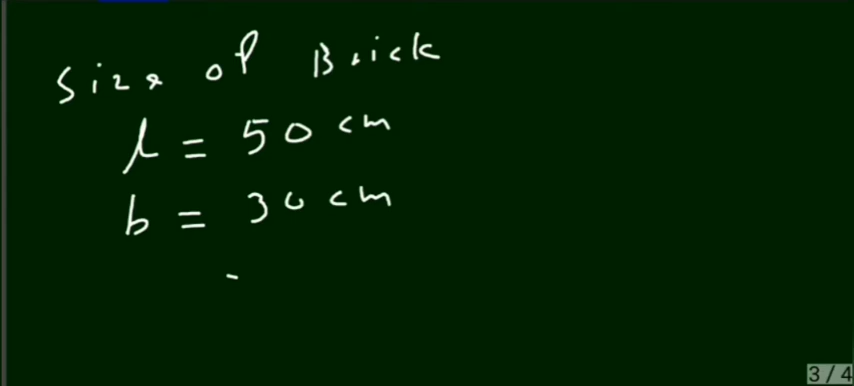 Size of Brick
l = 50 cm
b = 30 cm
-
3 / 4